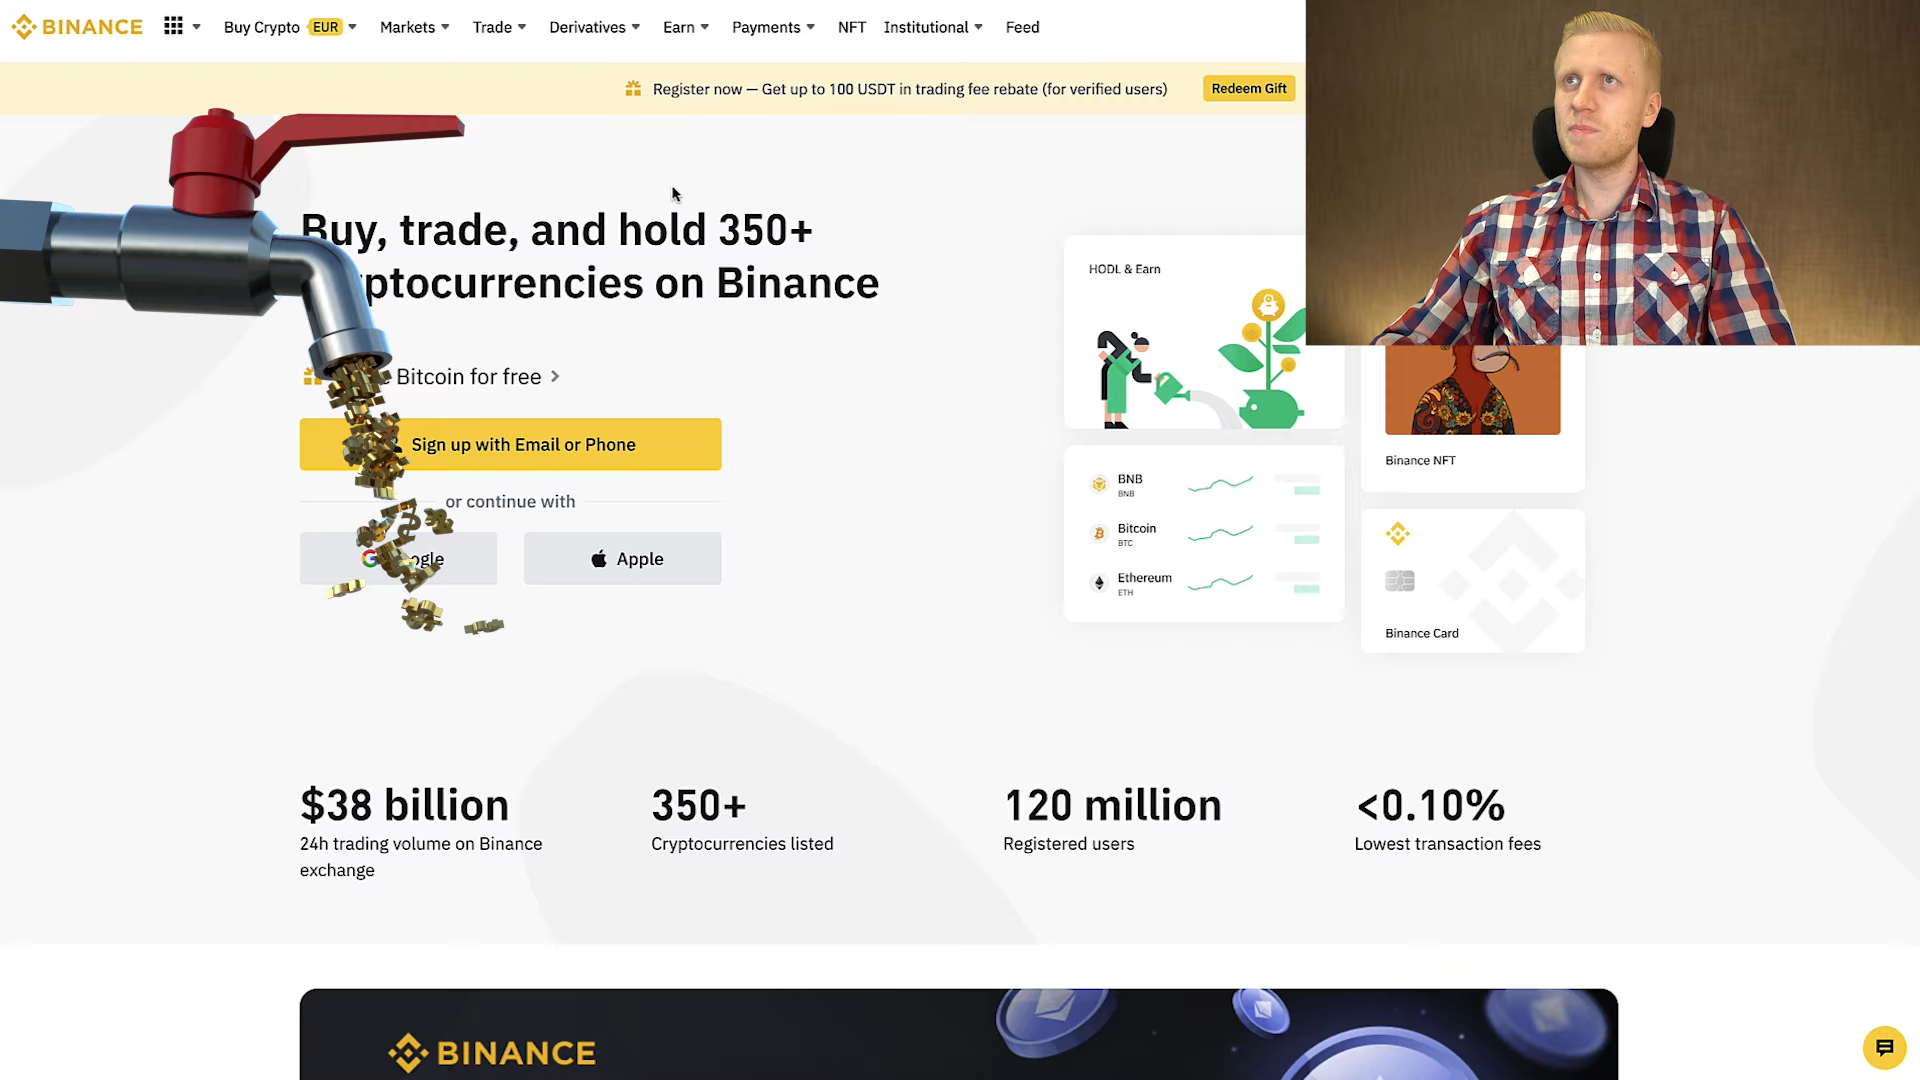 BINANCE
Buy Crypto EUR Markets Trade Derivatives Earn Payments NFT Institutional Feed
Register now — Get up to 100 USDT in trading fee rebate (for verified users) Redeem Gift
Buy, trade, and hold 350+
ptocurrencies on Binance
Bitcoin for free
Sign up with Email or Phone
or continue with
ogle
Apple
HODL & Earn
BNB
BNB
Bitcoin
BTC
Ethereum
ETH
Binance NFT
Binance Card
$38 billion
24h trading volume on Binance
exchange
350+
Cryptocurrencies listed
120 million
Registered users
<0.10%
Lowest transaction fees
BINANCE